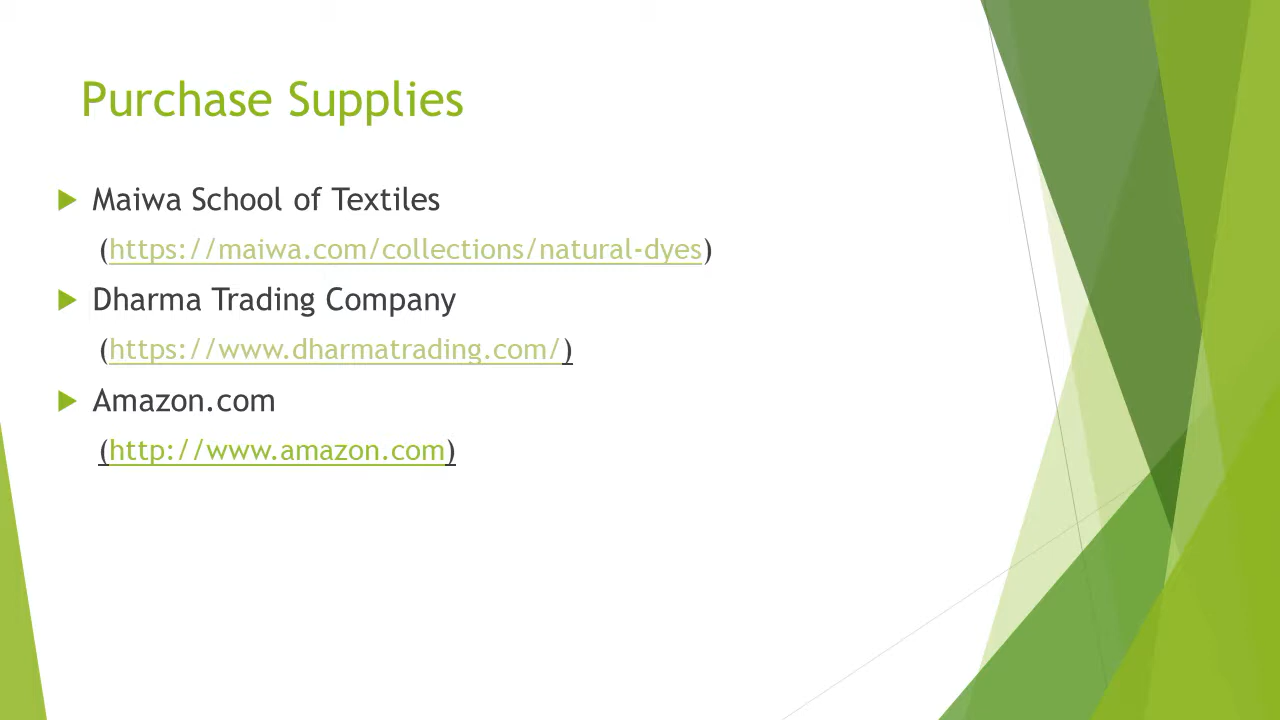 Purchase Supplies
Maiwa School of Textiles
(https://maiwa.com/collections/natural-dyes)
Dharma Trading Company
(https://www.dharmatrading.com/)
Amazon.com
(http://www.amazon.com)